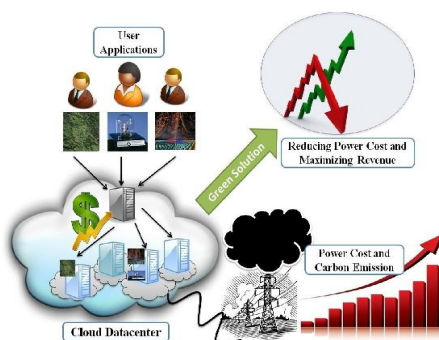 User
Applications
Reducing Power Cost and
Maximizing Revenue
Green Solution
$
Power Cost and
Carbon Emission
Cloud Datacenter